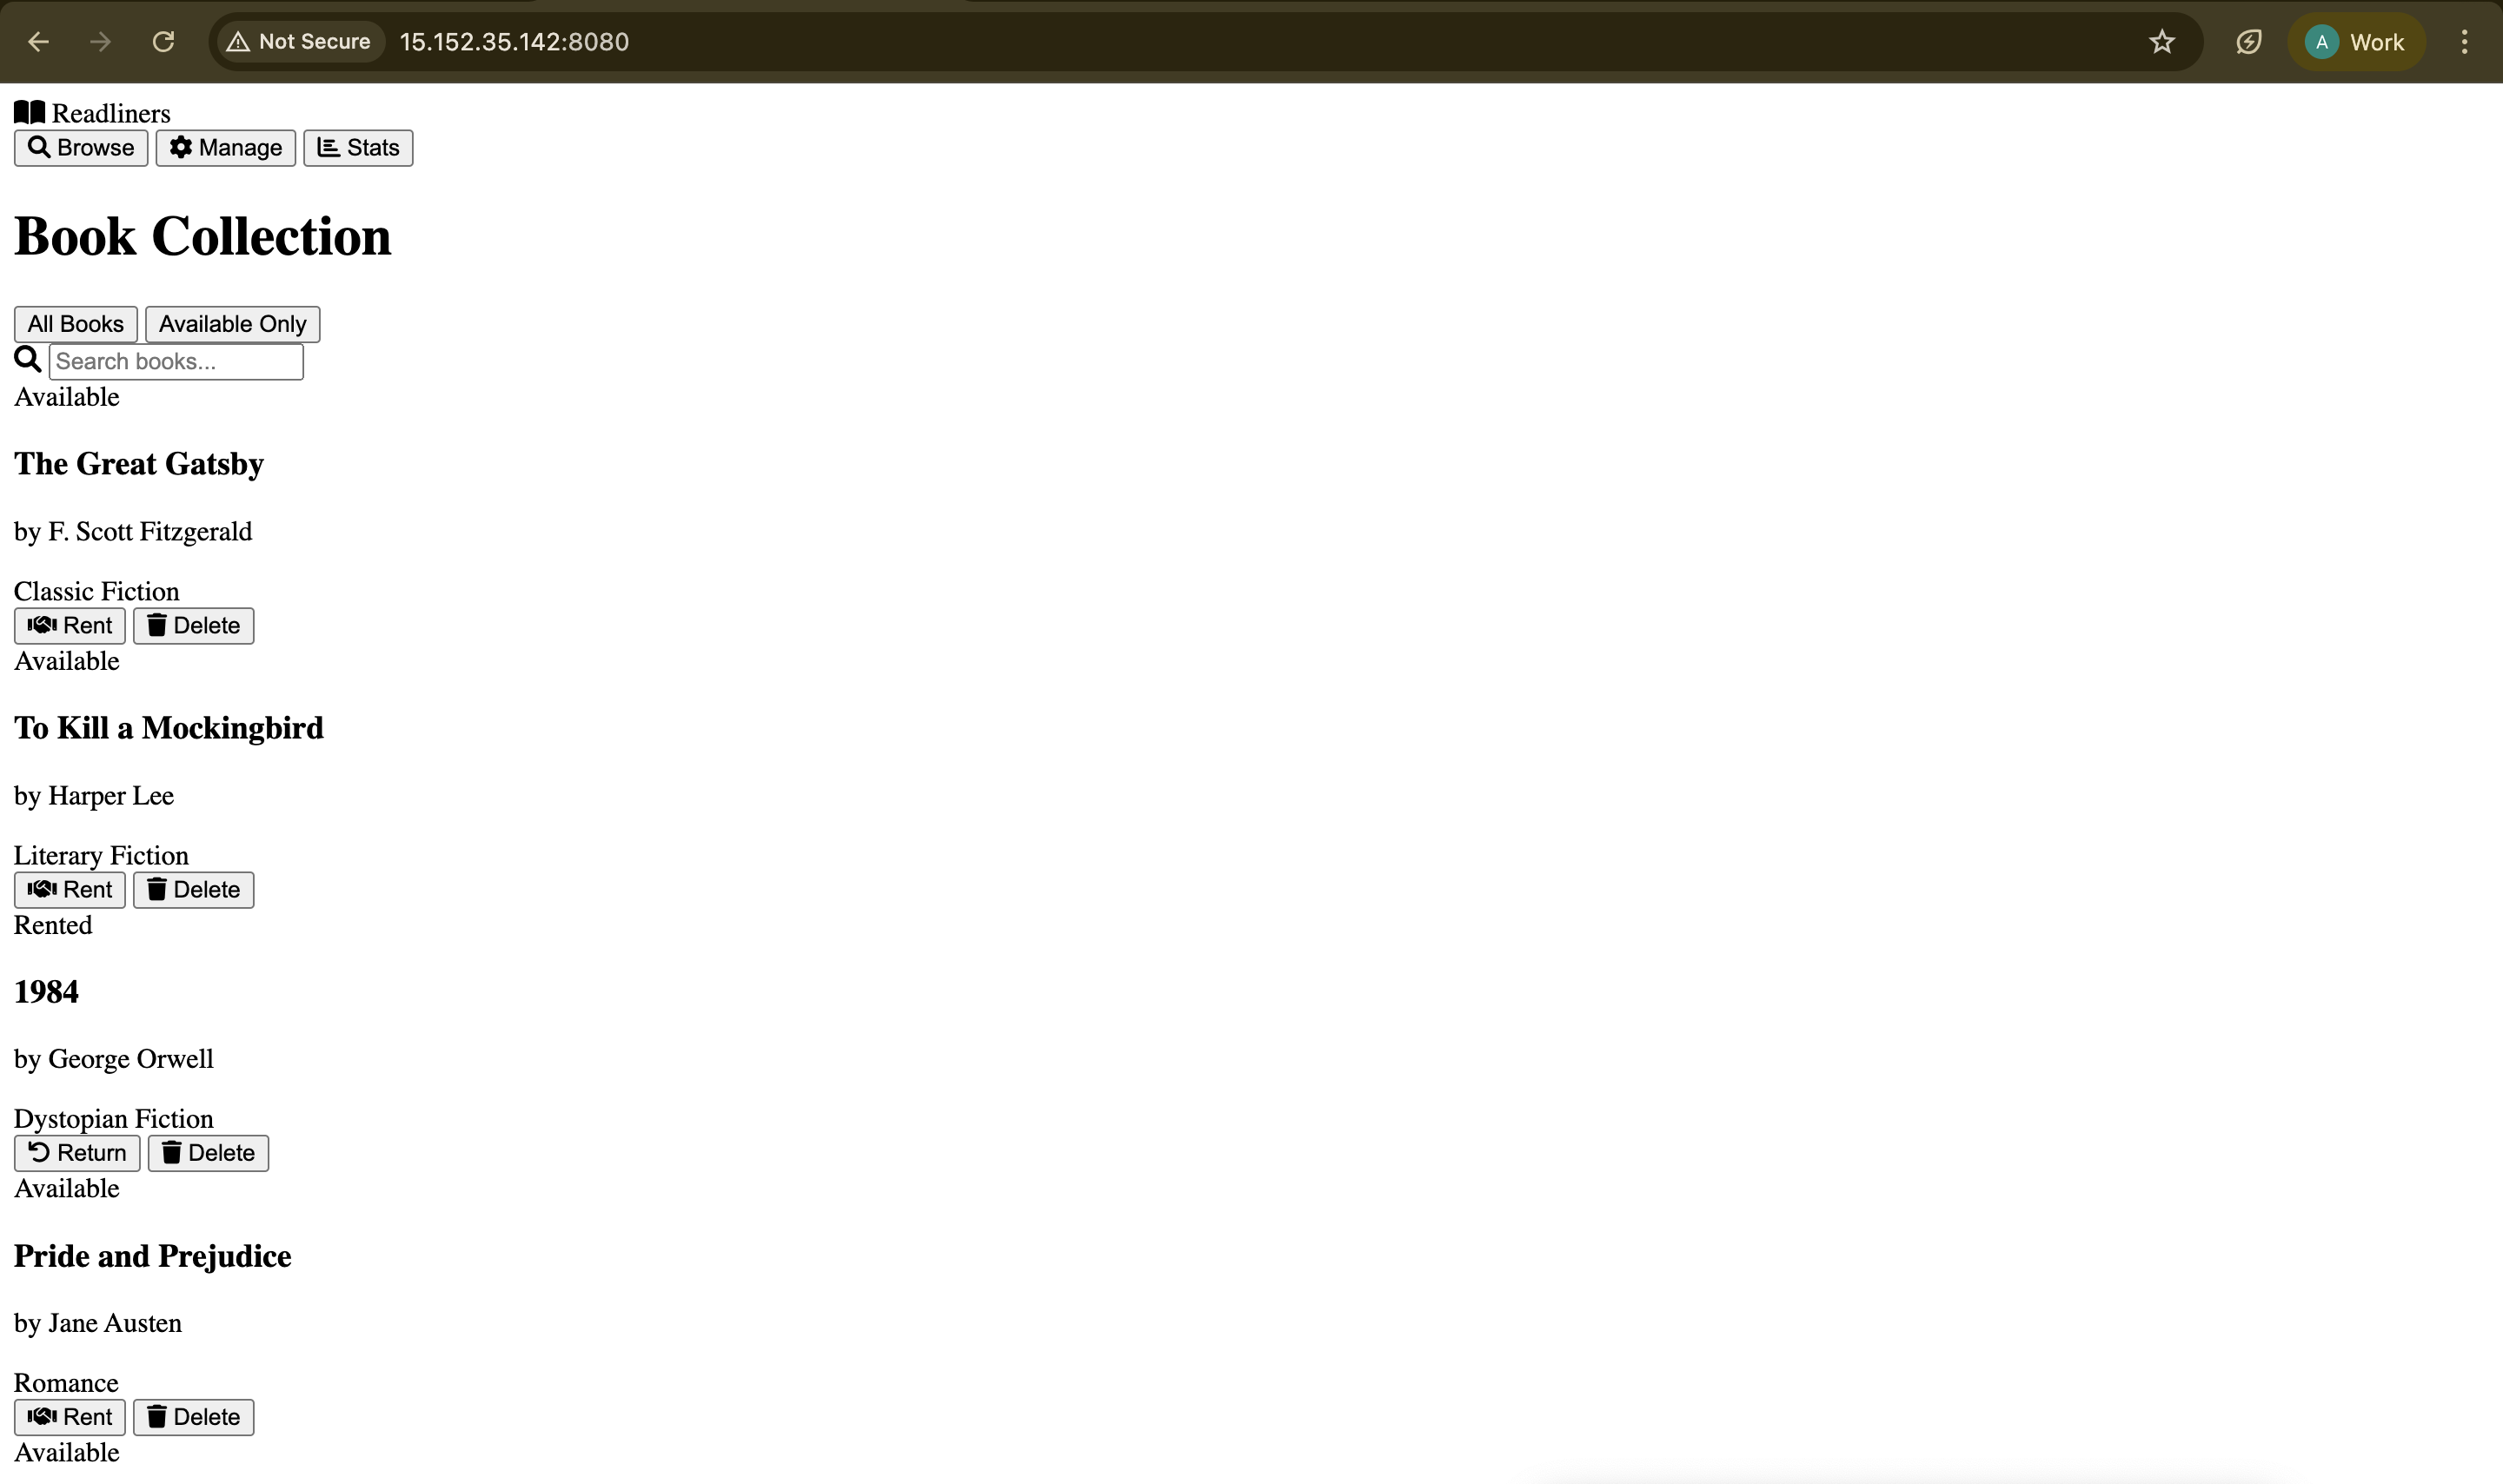 Not Secure 15.152.35.142:8080 A Work
Readliners
Browse Manage Stats
Book Collection
All Books Available Only
Search books...
Available
The Great Gatsby
by F. Scott Fitzgerald
Classic Fiction
Rent Delete
Available
To Kill a Mockingbird
by Harper Lee
Literary Fiction
Rent Delete
Rented
1984
by George Orwell
Dystopian Fiction
Return Delete
Available
Pride and Prejudice
by Jane Austen
Romance
Rent Delete
Available